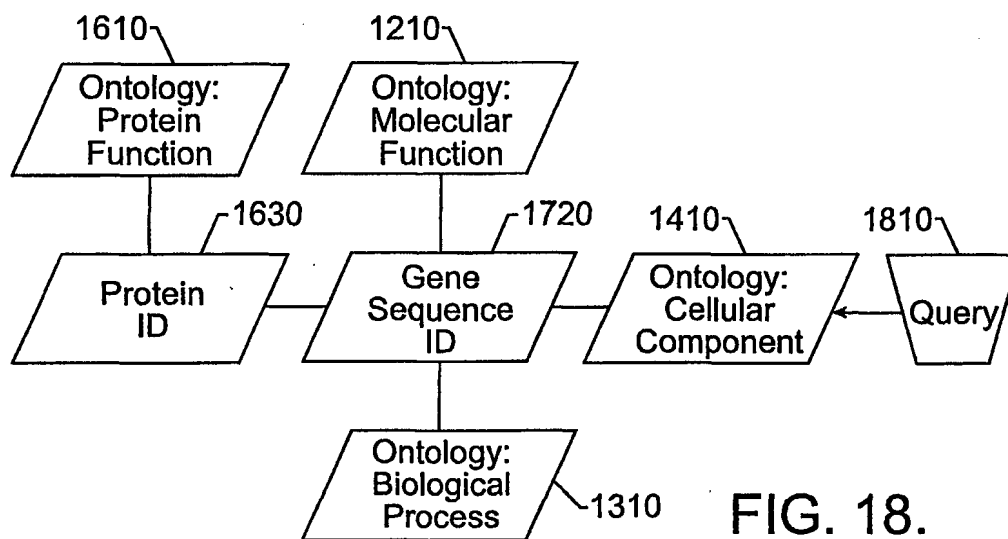 1610
1210
Ontology:
Protein
Function
Ontology:
Molecular
Function
1630
1720
1410
1810
Protein
ID
Gene
Sequence
ID
Ontology:
Cellular
Component
Query
Ontology:
Biological
Process
1310
FIG. 18.